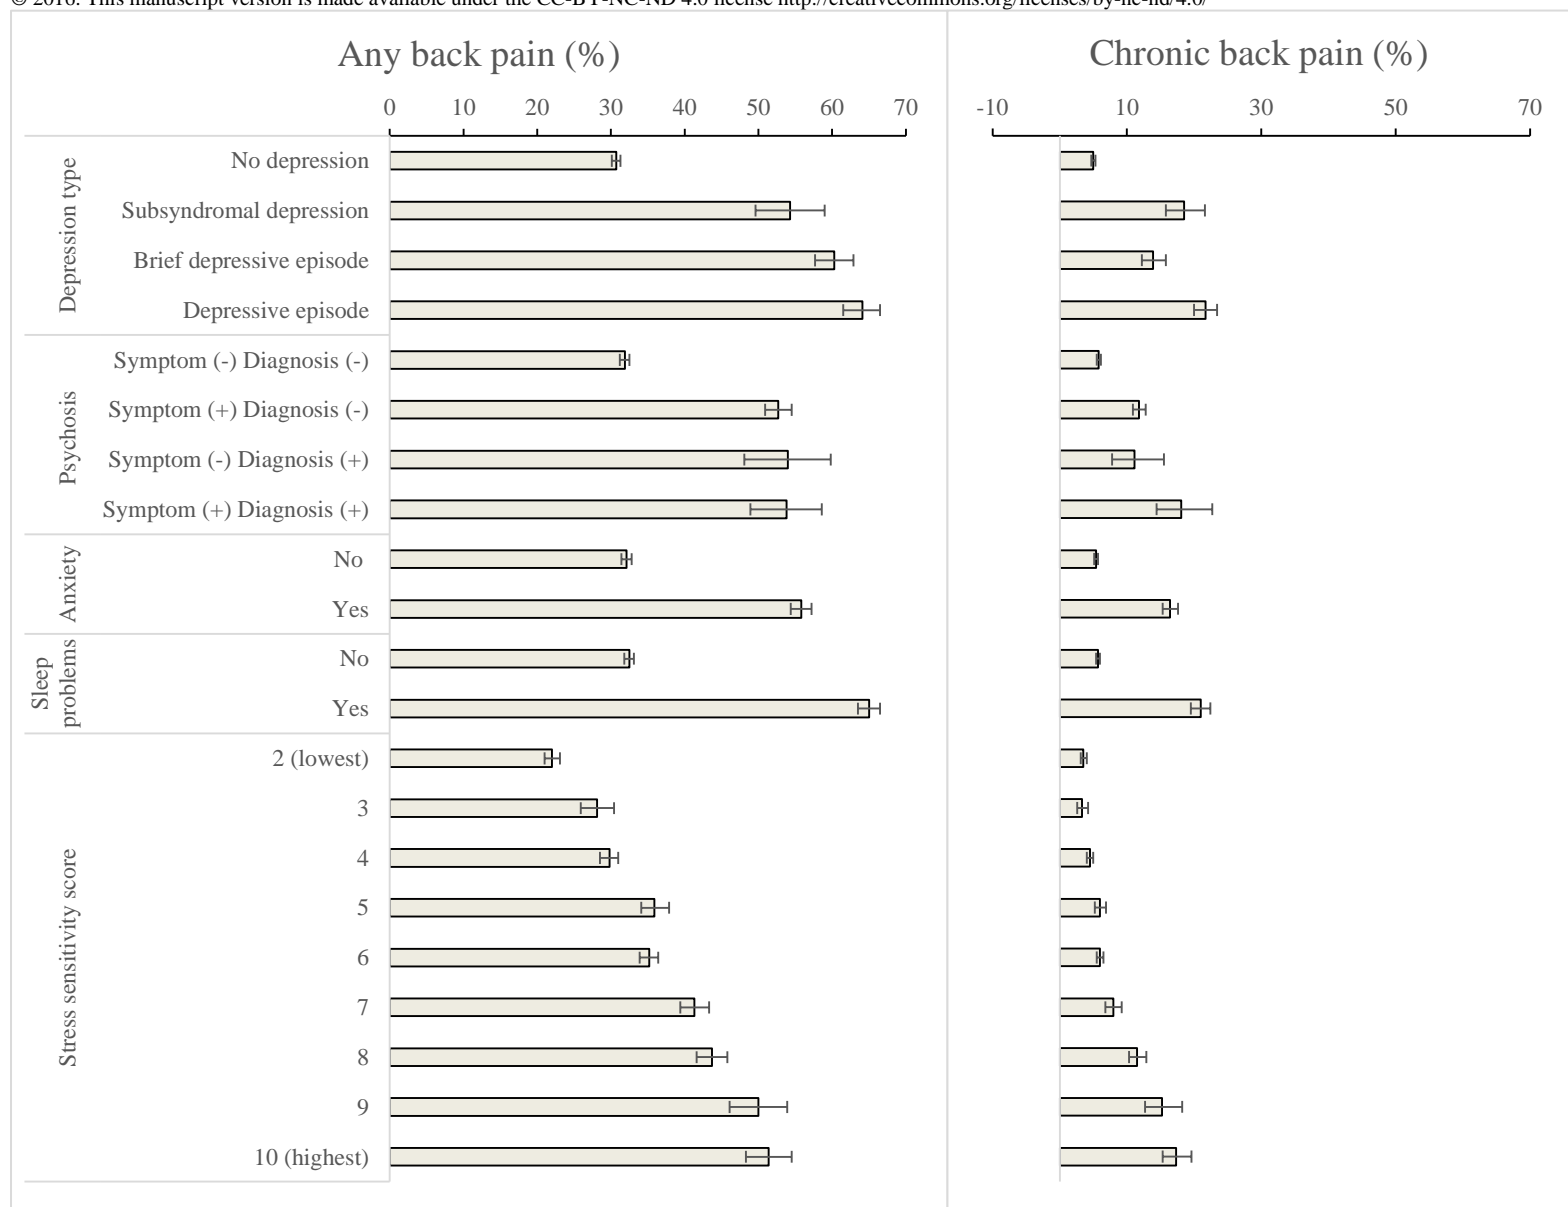 © 2016. This manuscript version is made available under the CC-BY-NC-ND 4.0 license http://creativecommons.org/licenses/by-nc-nd/4.0/
Any back pain (%)
Chronic back pain (%)
0 10 20 30 40 50 60 70
-10 10 30 50 70
Depression type
No depression
Subsyndromal depression
Brief depressive episode
Depressive episode
Psychosis
Symptom (-) Diagnosis (-)
Symptom (+) Diagnosis (-)
Symptom (-) Diagnosis (+)
Symptom (+) Diagnosis (+)
Anxiety
No
Yes
Sleep
problems
No
Yes
Stress sensitivity score
2 (lowest)
3
4
5
6
7
8
9
10 (highest)